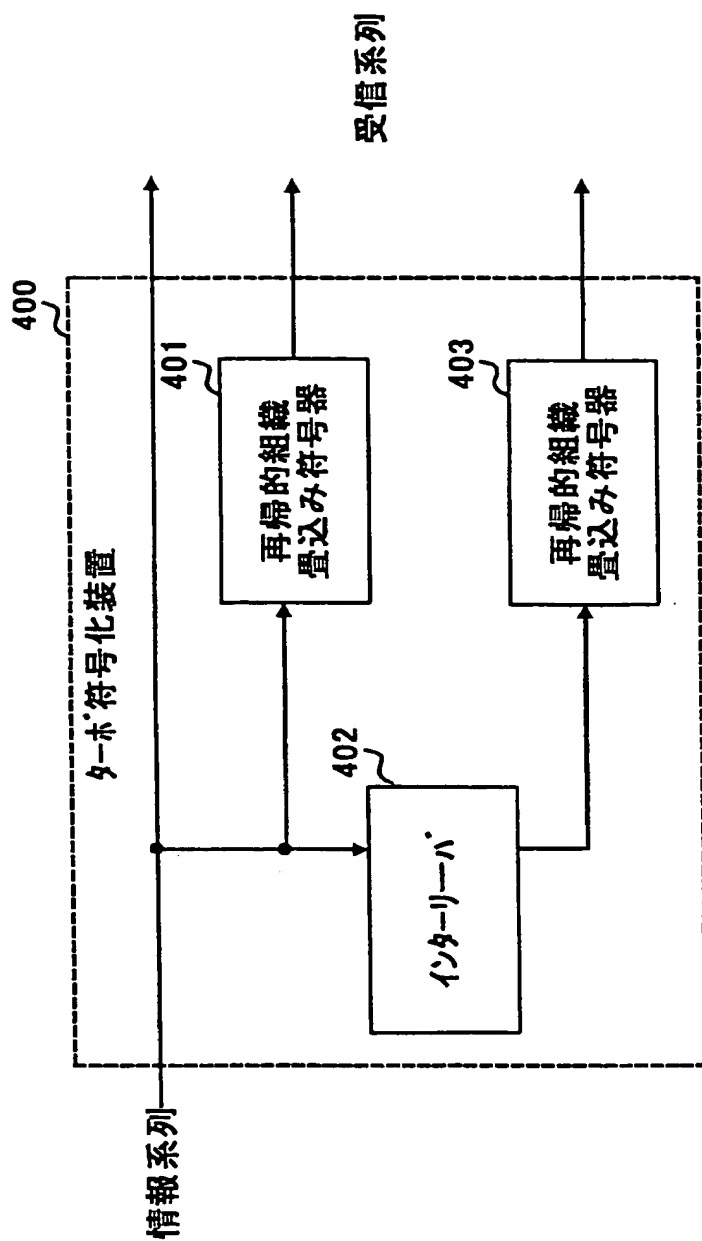 400
ターボ符号化装置
情報系列
受信系列
401
再帰的組織
畳込み符号器
402
インターリーバ
403
再帰的組織
畳込み符号器